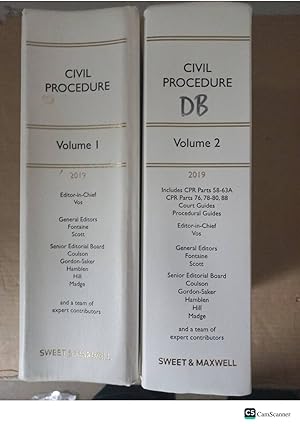 CIVIL
PROCEDURE
Volume 1
2019
Editor-in-Chief
Vos
General Editors
Fontaine
Scott
Senior Editorial Board
Coulson
Gordon-Saker
Hamblen
Hill
Madge
and a team of
expert contributors
SWEET & MAXWELL
CIVIL
PROCEDURE
DB
Volume 2
2019
Includes CPR Parts 58-63A
CPR Parts 76, 78-80, 88
Court Guides
Procedural Guides
Editor-in-Chief
Vos
General Editors
Fontaine
Scott
Senior Editorial Board
Coulson
Gordon-Saker
Hamblen
Hill
Madge
and a team of
expert contributors
SWEET & MAXWELL
CS CamScanner